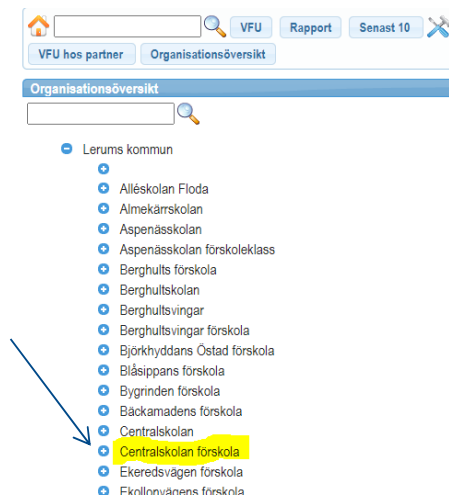 VFU Rapport Senast 10
VFU hos partner Organisationsöversikt
Organisationsöversikt
Lerums kommun
Alléskolan Floda
Almekärrskolan
Aspenässkolan
Aspenässkolan förskoleklass
Berghults förskola
Berghultskolan
Berghultsvingar
Berghultsvingar förskola
Björkhyddans Östad förskola
Blåsippans förskola
Bygrinden förskola
Bäckamadens förskola
Centralskolan
Centralskolan förskola
Ekeredsvägen förskola
Ekollonvägens förskola